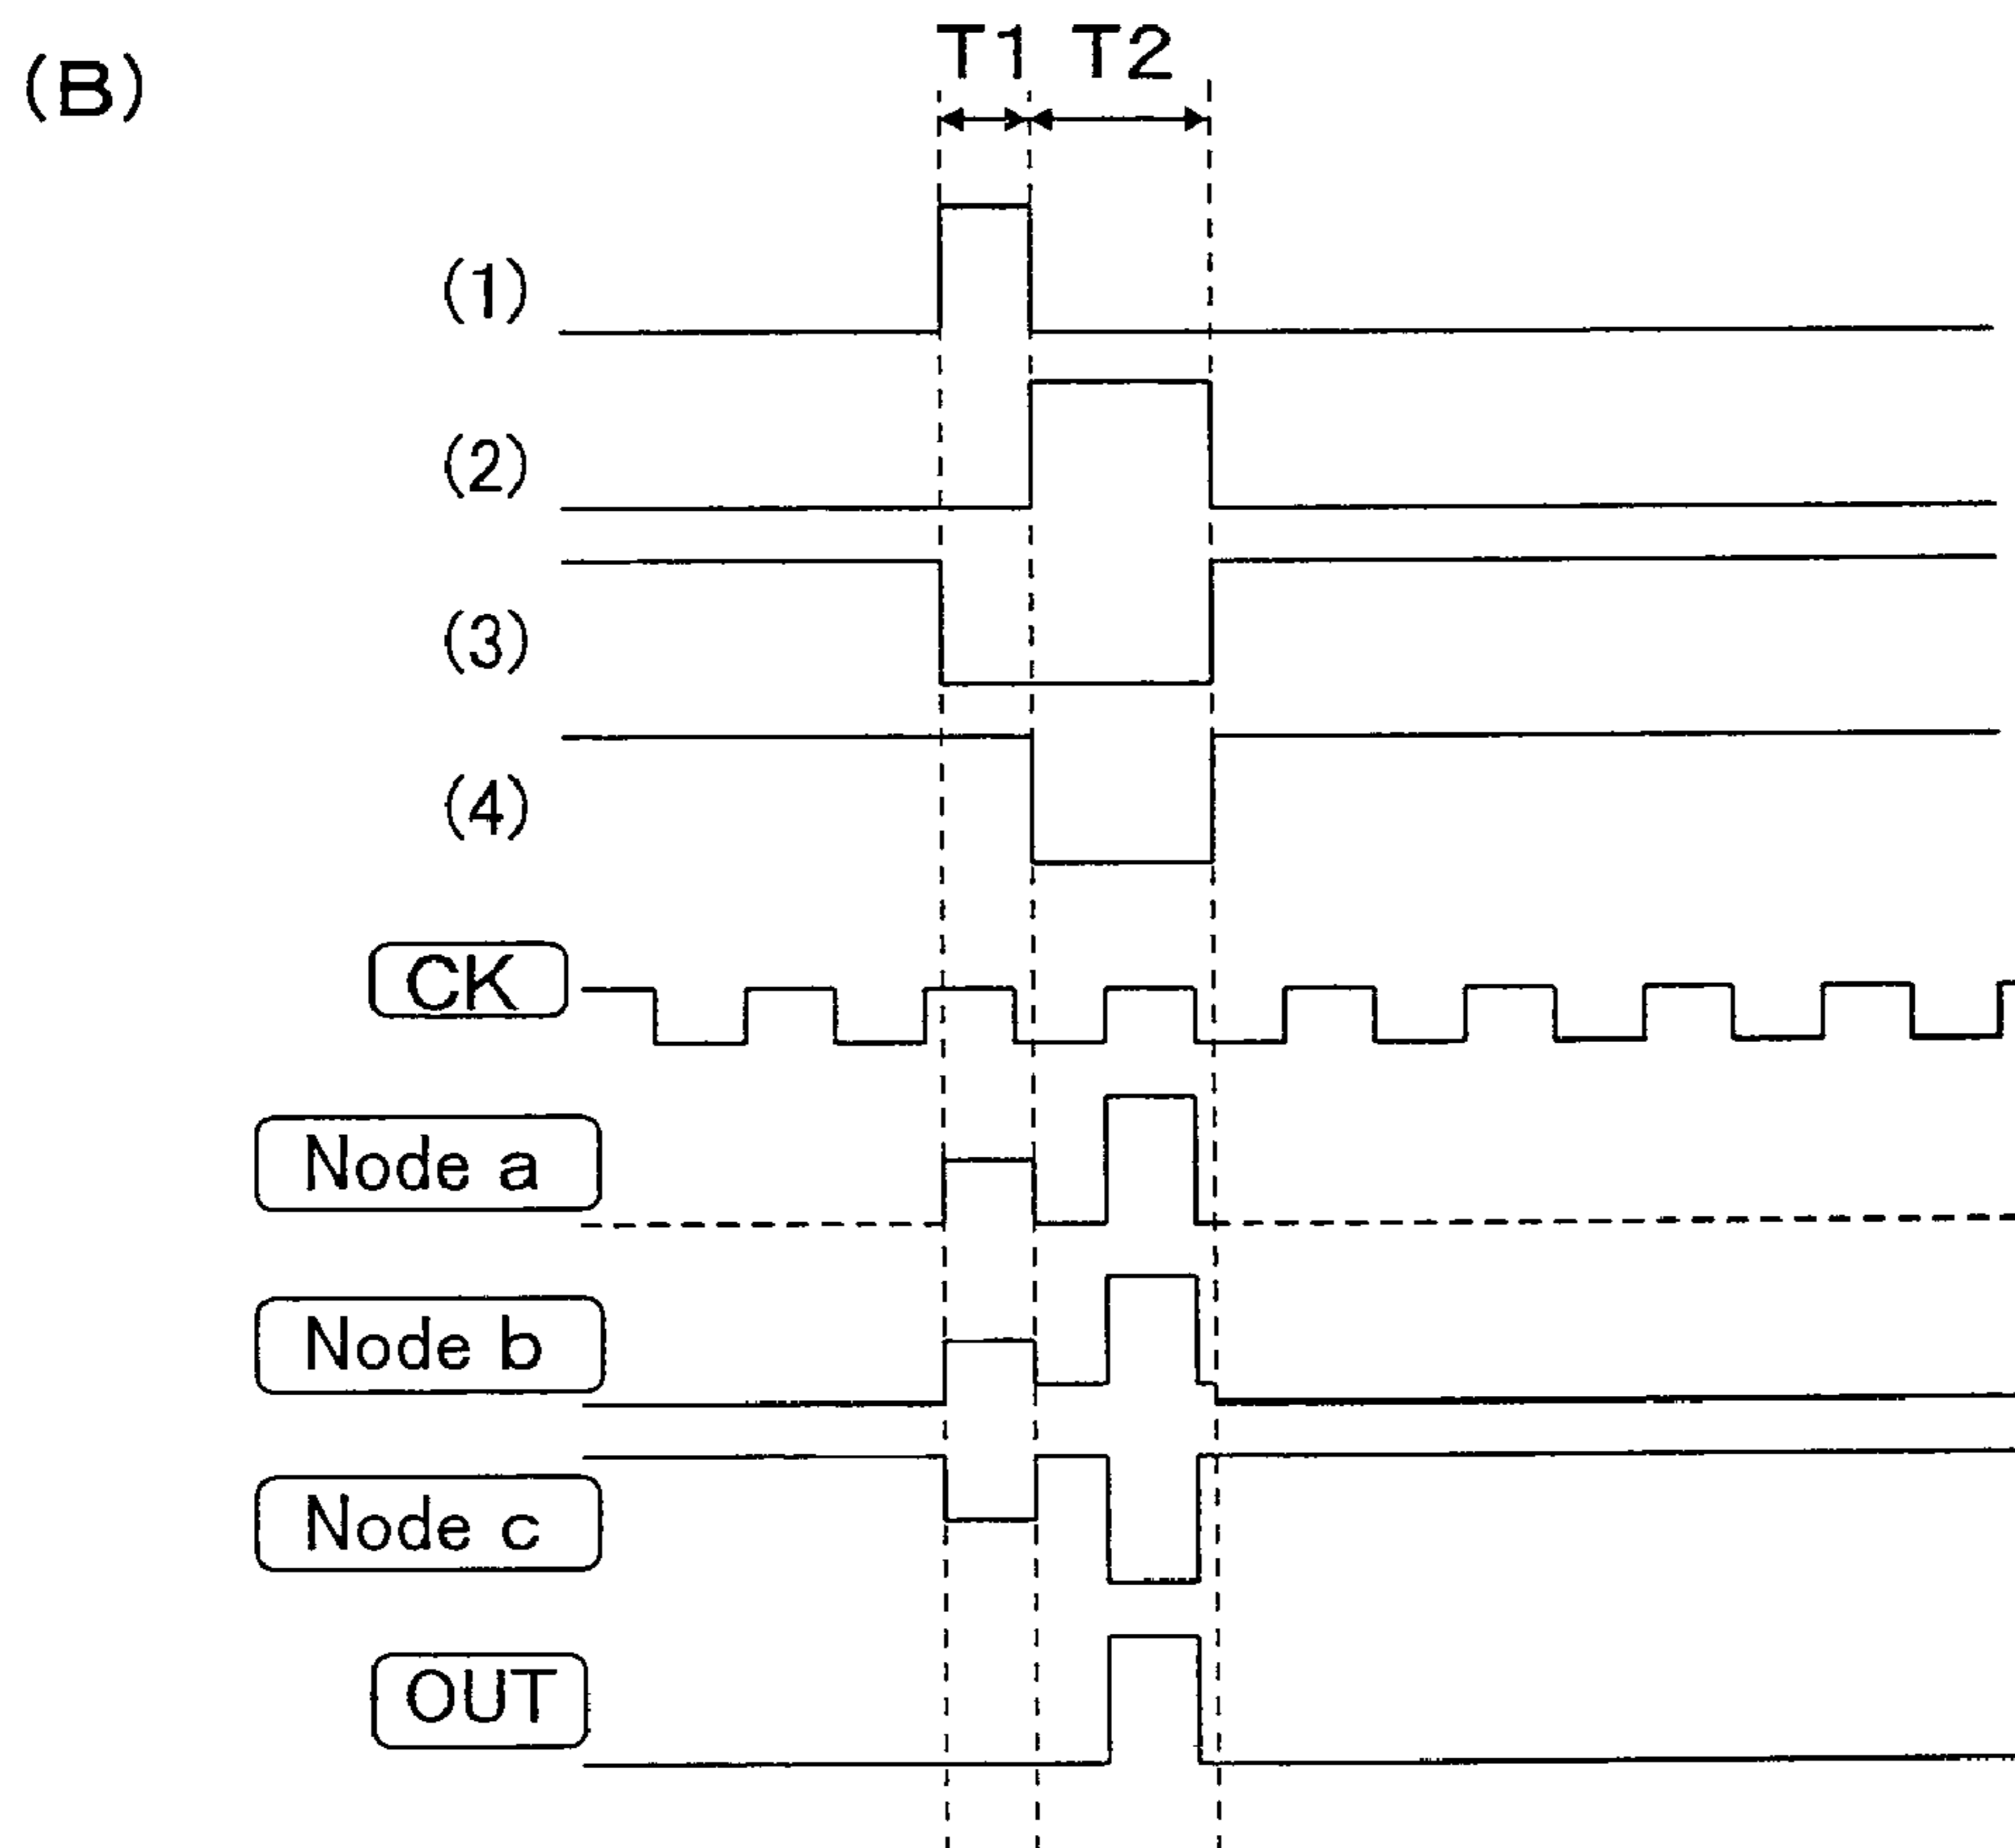 (B)
T1 T2
(1)
(2)
(3)
(4)
CK
Node a
Node b
Node c
OUT